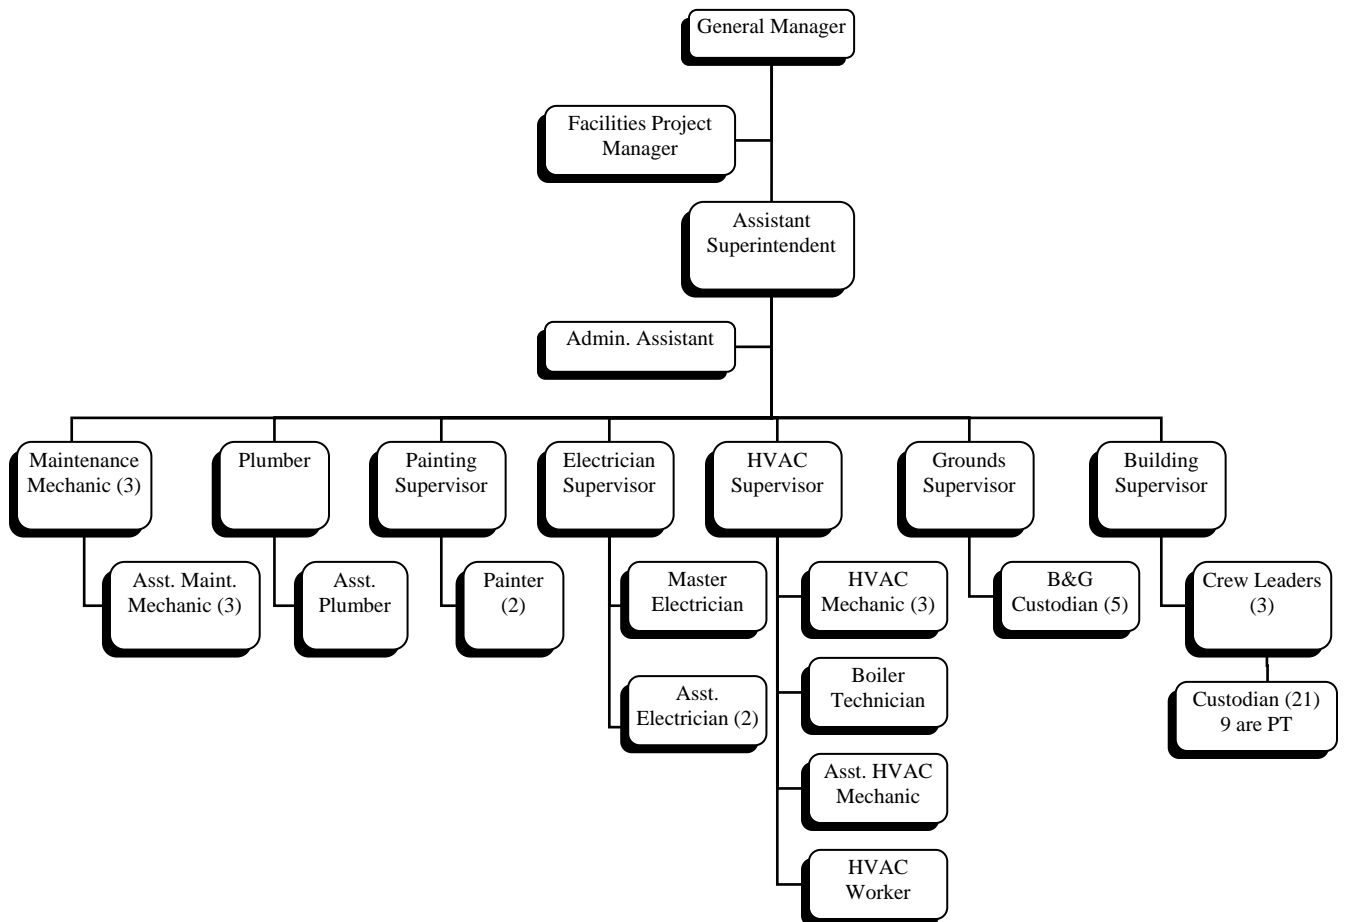 General Manager
Facilities Project
Manager
Assistant
Superintendent
Admin. Assistant
Maintenance
Mechanic (3)
Plumber
Painting
Supervisor
Electrician
Supervisor
HVAC
Supervisor
Grounds
Supervisor
Building
Supervisor
Asst. Maint.
Mechanic (3)
Asst.
Plumber
Painter
(2)
Master
Electrician
HVAC
Mechanic (3)
B&G
Custodian (5)
Crew Leaders
(3)
Asst.
Electrician (2)
Boiler
Technician
Custodian (21)
9 are PT
Asst. HVAC
Mechanic
HVAC
Worker